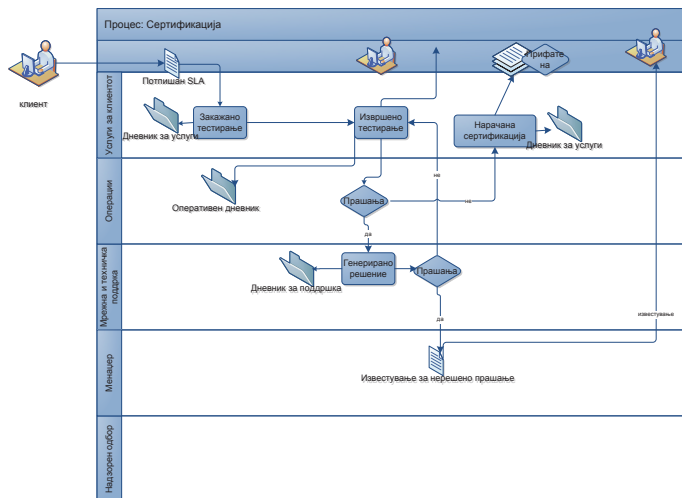 Процес: Сертификација
клиент
Потпишан SLA
Прифате
на
Услуги за клиентот
Закажано
тестирање
Извршено
тестирање
Нарачана
сертификација
Дневник за услуги
Дневник за услуги
Операции
Оперативен дневник
Прашања
не
не
да
Мрежна и техничка
поддрка
Генерирано
решение
Прашања
Дневник за поддршка
да
известување
Менаџер
Известување за нерешено прашање
Надзорен одбор